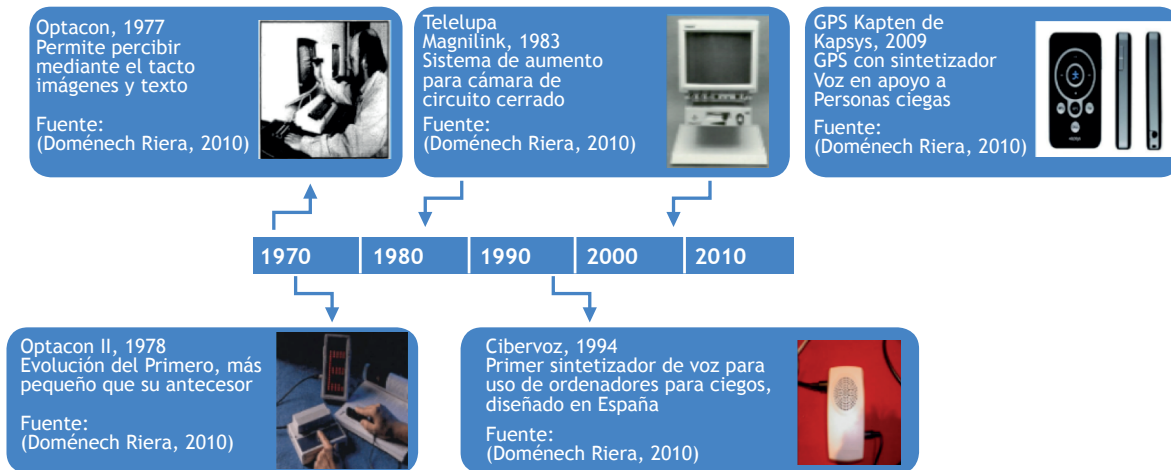 Optacon, 1977
Permite percibir
mediante el tacto
imágenes y texto
Fuente:
(Doménech Riera, 2010)
Telelupa
Magnilink, 1983
Sistema de aumento
para cámara de
circuito cerrado
Fuente:
(Doménech Riera, 2010)
GPS Kapten de
Kapsys, 2009
GPS con sintetizador
Voz en apoyo a
Personas ciegas
Fuente:
(Doménech Riera, 2010)
1970
1980
1990
2000
2010
Optacon II, 1978
Evolución del Primero, más
pequeño que su antecesor
Fuente:
(Doménech Riera, 2010)
Cibervoz, 1994
Primer sintetizador de voz para
uso de ordenadores para ciegos,
diseñado en España
Fuente:
(Doménech Riera, 2010)